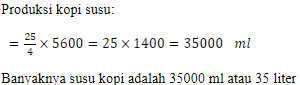 Produksi kopi susu:
= 25/4 × 5600 = 25 × 1400 = 35000 ml
Banyaknya susu kopi adalah 35000 ml atau 35 liter